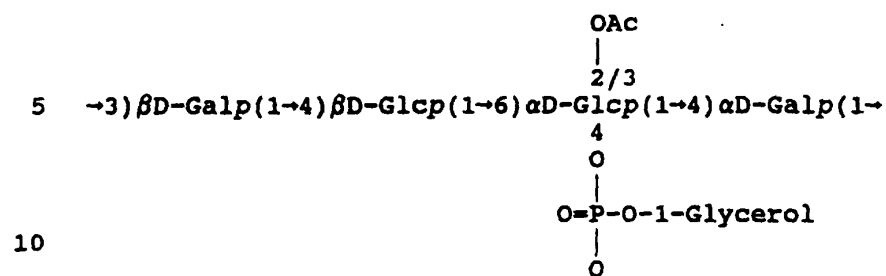 OAc
|
2/3
5 →3)βD-Galp(1→4)βD-Glcp(1→6)αD-Glcp(1→4)αD-Galp(1→
4
O
|
O=P-O-1-Glycerol
10 |
O